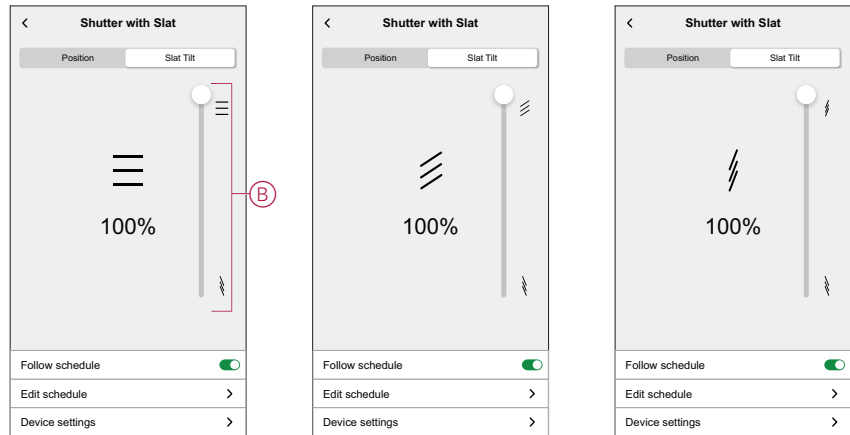 Shutter with Slat
Position Slat Tilt
100%
B
Follow schedule
Edit schedule
Device settings
Shutter with Slat
Position Slat Tilt
100%
Follow schedule
Edit schedule
Device settings
Shutter with Slat
Position Slat Tilt
100%
Follow schedule
Edit schedule
Device settings